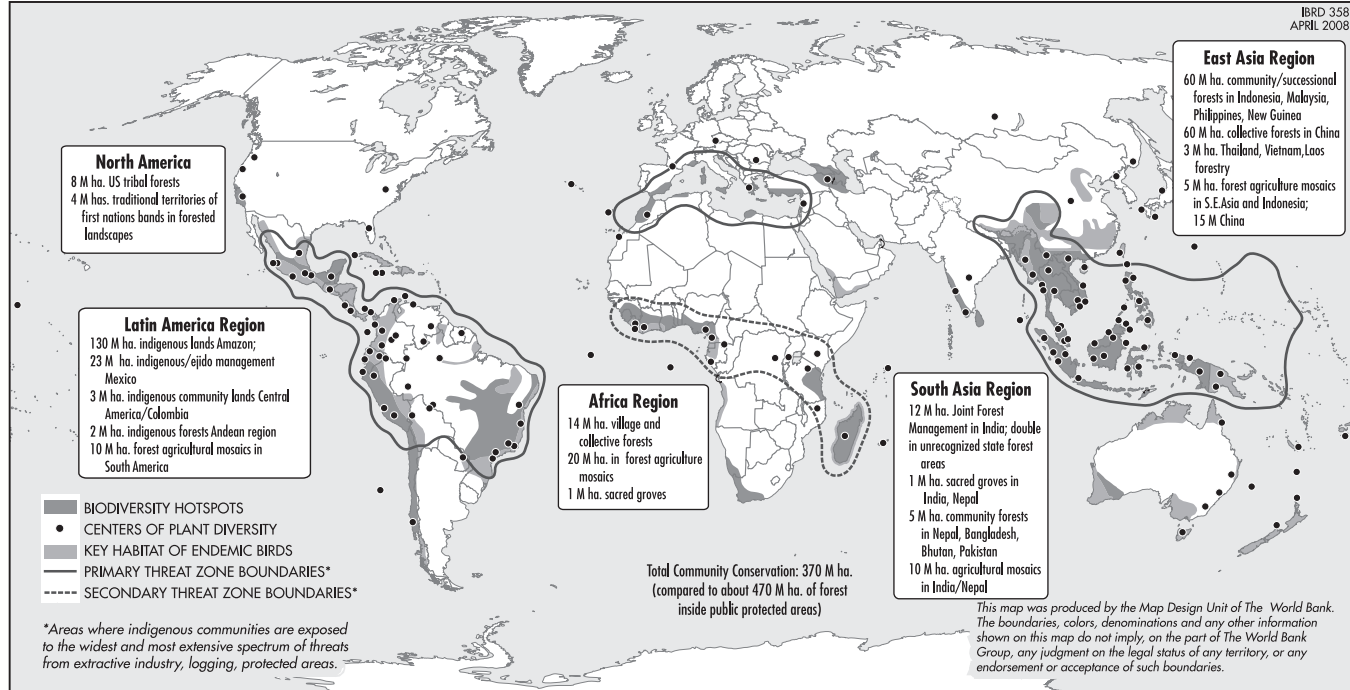 IBRD 358
APRIL 2008
East Asia Region
60 M ha. community/successional
forests in Indonesia, Malaysia,
Philippines, New Guinea
60 M ha. collective forests in China
3 M ha. Thailand, Vietnam,Laos
forestry
5 M ha. forest agriculture mosaics
in S.E.Asia and Indonesia;
15 M China
North America
8 M ha. US tribal forests
4 M has. traditional territories of
first nations bands in forested
landscapes
Latin America Region
130 M ha. indigenous lands Amazon;
23 M ha. indigenous/ejido management
Mexico
3 M ha. indigenous community lands Central
America/Colombia
2 M ha. indigenous forests Andean region
10 M ha. forest agricultural mosaics in
South America
Africa Region
14 M ha. village and
collective forests
20 M ha. in forest agriculture
mosaics
1 M ha. sacred groves
South Asia Region
12 M ha. Joint Forest
Management in India; double
in unrecognized state forest
areas
1 M ha. sacred groves in
India, Nepal
5 M ha. community forests
in Nepal, Bangladesh,
Bhutan, Pakistan
10 M ha. agricultural mosaics
in India/Nepal
BIODIVERSITY HOTSPOTS
CENTERS OF PLANT DIVERSITY
KEY HABITAT OF ENDEMIC BIRDS
PRIMARY THREAT ZONE BOUNDARIES*
SECONDARY THREAT ZONE BOUNDARIES*
*Areas where indigenous communities are exposed
to the widest and most extensive spectrum of threats
from extractive industry, logging, protected areas.
Total Community Conservation: 370 M ha.
(compared to about 470 M ha. of forest
inside public protected areas)
This map was produced by the Map Design Unit of The World Bank.
The boundaries, colors, denominations and any other information
shown on this map do not imply, on the part of The World Bank
Group, any judgment on the legal status of any territory, or any
endorsement or acceptance of such boundaries.